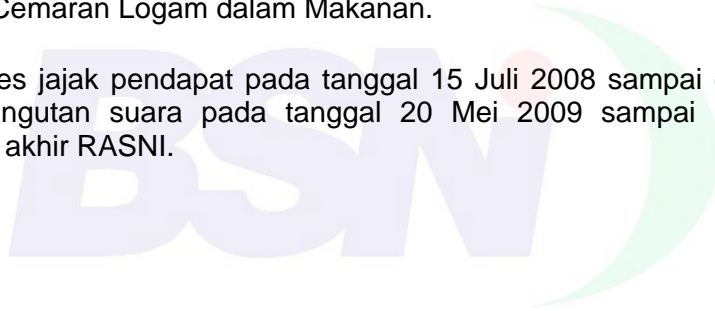 Cemaran Logam dalam Makanan.
es jajak pendapat pada tanggal 15 Juli 2008 sampai
ngutan suara pada tanggal 20 Mei 2009 sampai
akhir RASNI.
BSN